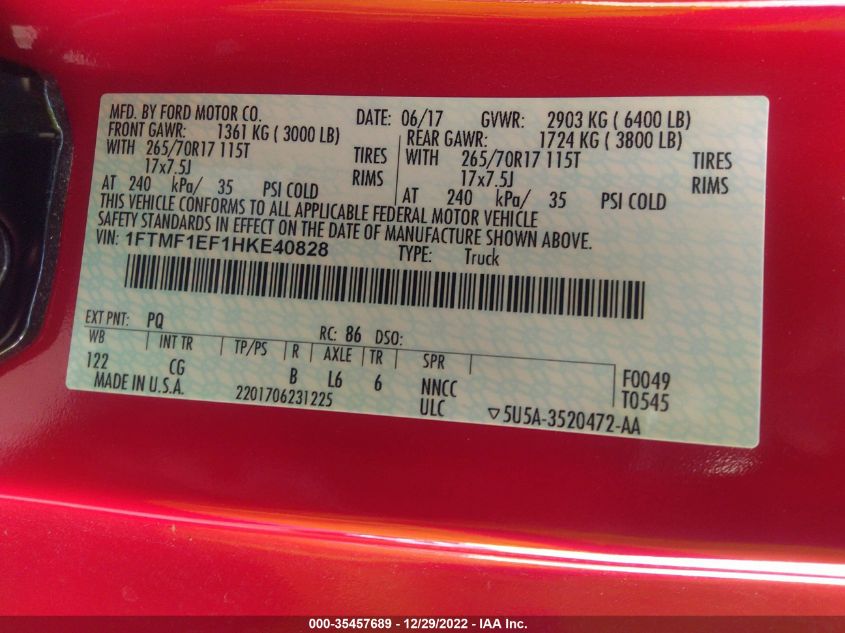 MFD. BY FORD MOTOR CO. DATE: 06/17 GVWR: 2903 KG ( 6400 LB)
FRONT GAWR: 1361 KG ( 3000 LB) REAR GAWR: 1724 KG ( 3800 LB)
WITH 265/70R17 115T TIRES WITH 265/70R17 115T TIRES
17x7.5J RIMS 17x7.5J RIMS
AT 240 kPa/ 35 PSI COLD AT 240 kPa/ 35 PSI COLD
THIS VEHICLE CONFORMS TO ALL APPLICABLE FEDERAL MOTOR VEHICLE
SAFETY STANDARDS IN EFFECT ON THE DATE OF MANUFACTURE SHOWN ABOVE.
VIN: 1FTMF1EF1HKE40828 TYPE: Truck
EXT PNT: PQ RC: 86 DSO:
WB INT TR TP/PS R AXLE TR SPR
122 CG B L6 6 NNCC F0049
MADE IN U.S.A. 2201706231225 ULC T0545
▽5U5A-3520472-AA
000-35457689 - 12/29/2022 - IAA Inc.